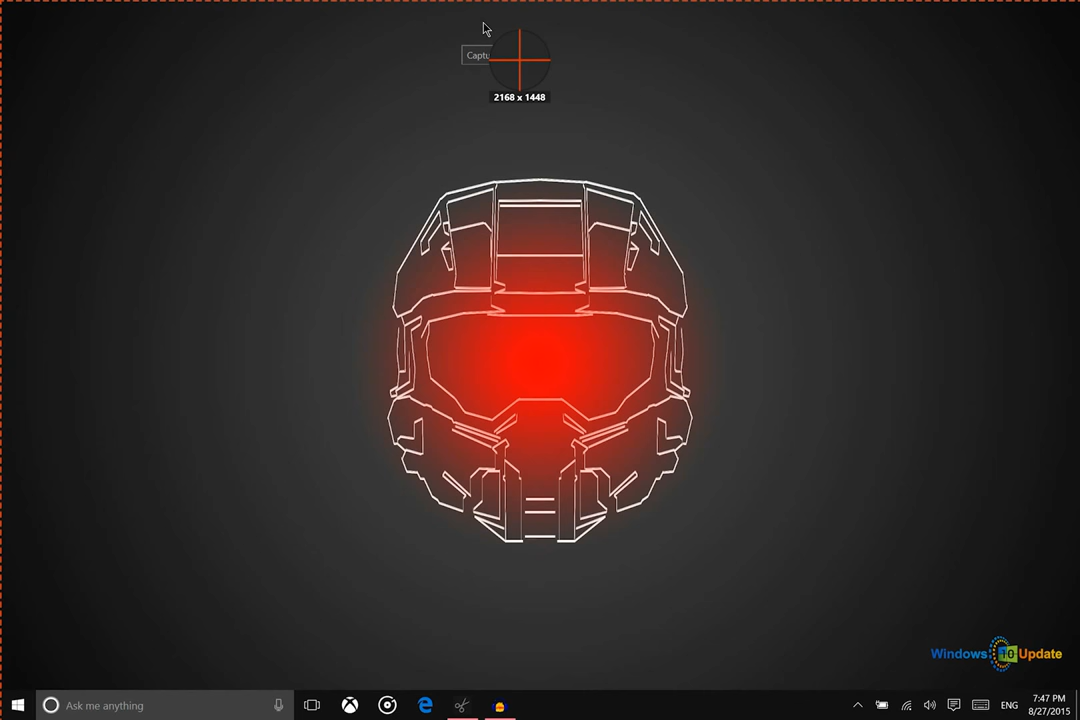 Captu
2168 x 1448
Windows 10 Update
Ask me anything
ENG
7:47 PM
8/27/2015